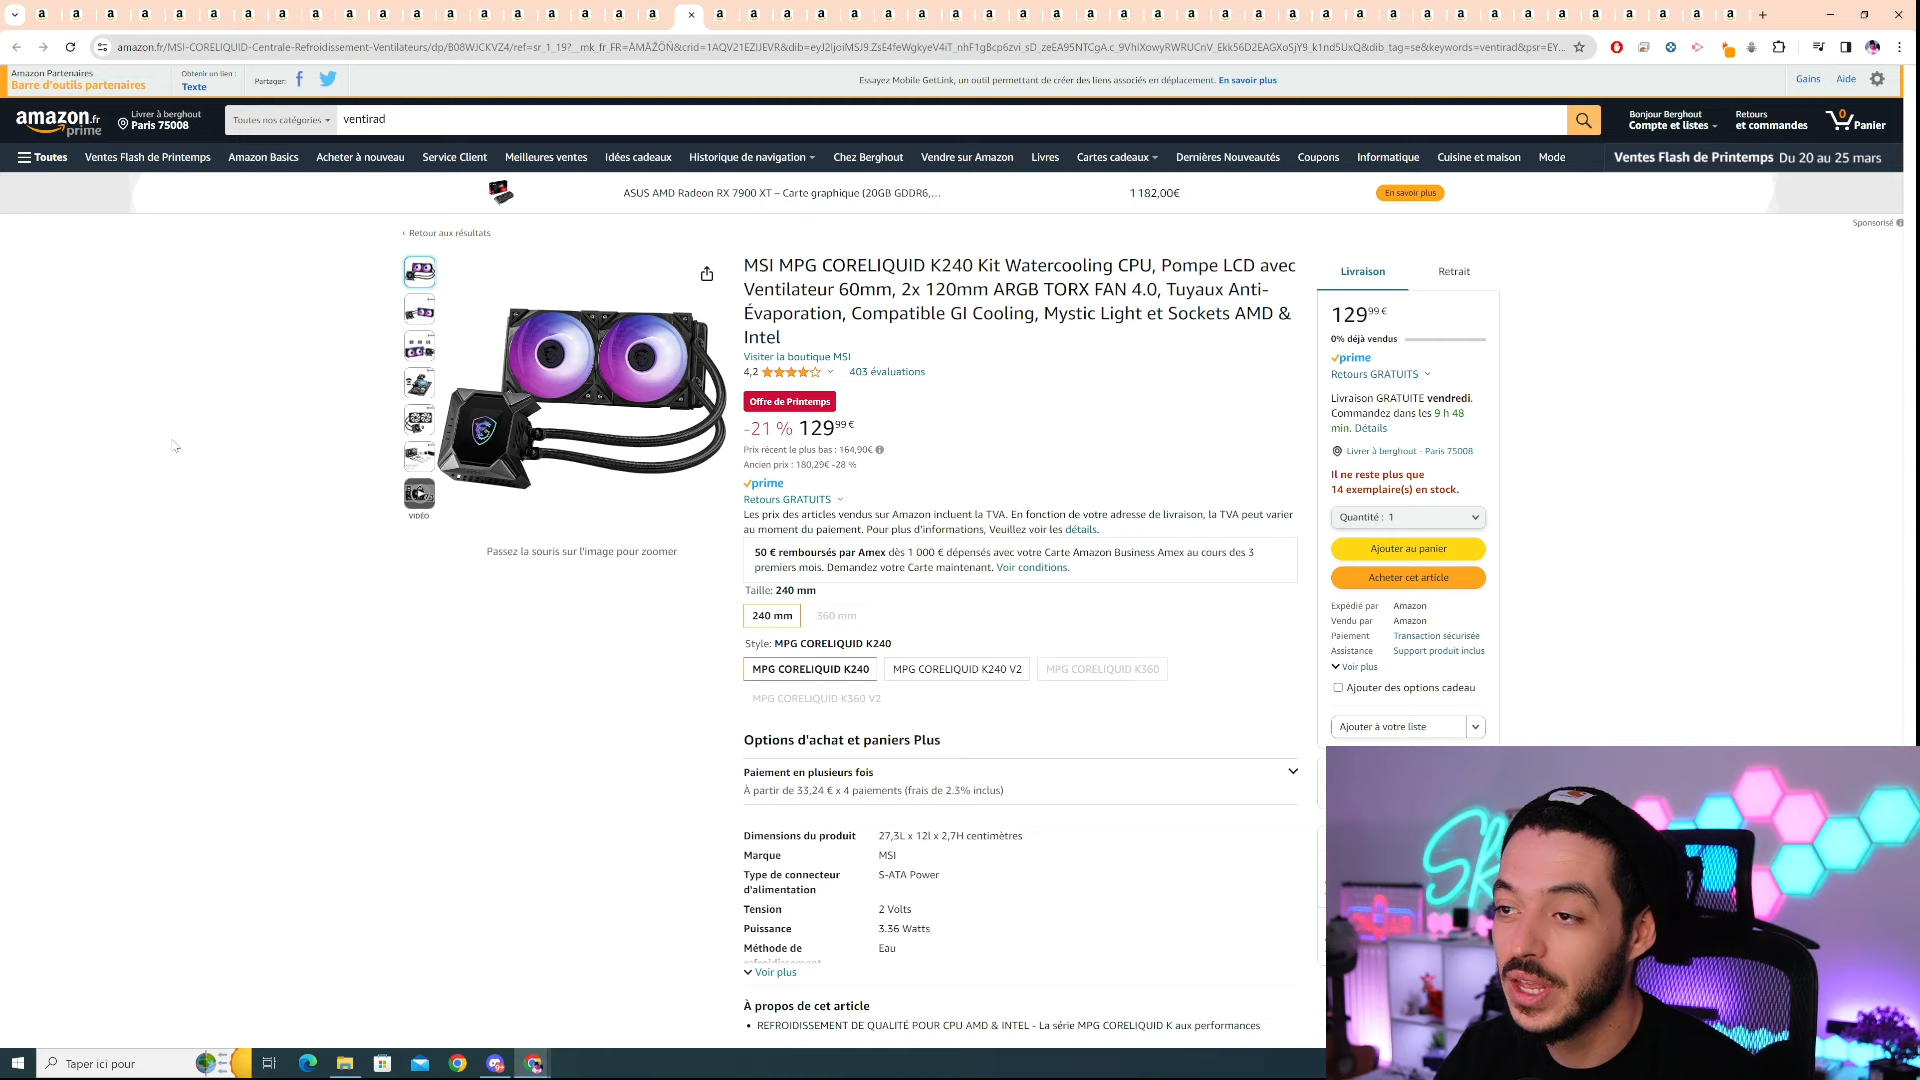 amazon.fr/MSI-CORELIQUID-Centrale-Refroidissement-Ventilateurs/dp/B08WJCKVZ4/ref=sr_1_19?__mk_fr_FR=ÅMÅŽÕÑ&crid=1AQV21EZIJEVR&dib=
Amazon Partenaires
Barre d'outils partenaires
Obtenir un lien :
Texte
Partager:
Essayez Mobile GetLink, un outil permettant de créer des liens associés en déplacement. En savoir plus
Gains
Aide
amazon.fr
prime
Livrer à berghout
Paris 75008
Toutes nos catégories
ventirad
Bonjour Berghout
Compte et listes
Retours
et commandes
0
Panier
Toutes
Ventes Flash de Printemps
Amazon Basics
Acheter à nouveau
Service Client
Meilleures ventes
Idées cadeaux
Historique de navigation
Chez Berghout
Vendre sur Amazon
Livres
Cartes cadeaux
Dernières Nouveautés
Coupons
Informatique
Cuisine et maison
Mode
Ventes Flash de Printemps Du 20 au 25 mars
ASUS AMD Radeon RX 7900 XT – Carte graphique (20GB GDDR6,…
1 182,00€
En savoir plus
Sponsorisé
‹ Retour aux résultats
VIDÉO
Passez la souris sur l'image pour zoomer
MSI MPG CORELIQUID K240 Kit Watercooling CPU, Pompe LCD avec
Ventilateur 60mm, 2x 120mm ARGB TORX FAN 4.0, Tuyaux Anti-
Évaporation, Compatible GI Cooling, Mystic Light et Sockets AMD &
Intel
Visiter la boutique MSI
4,2
403 évaluations
Offre de Printemps
-21 % 129,99 €
Prix récent le plus bas : 164,90€
Ancien prix : 180,29€ -28 %
prime
Retours GRATUITS
Les prix des articles vendus sur Amazon incluent la TVA. En fonction de votre adresse de livraison, la TVA peut varier
au moment du paiement. Pour plus d'informations, Veuillez voir les détails.
50 € remboursés par Amex dès 1 000 € dépensés avec votre Carte Amazon Business Amex au cours des 3
premiers mois. Demandez votre Carte maintenant. Voir conditions.
Taille: 240 mm
240 mm
360 mm
Style: MPG CORELIQUID K240
MPG CORELIQUID K240
MPG CORELIQUID K240 V2
MPG CORELIQUID K360
MPG CORELIQUID K360 V2
Options d'achat et paniers Plus
Paiement en plusieurs fois
À partir de 33,24 € x 4 paiements (frais de 2.3% inclus)
Dimensions du produit 27,3L x 12l x 2,7H centimètres
Marque MSI
Type de connecteur S-ATA Power
d'alimentation
Tension 2 Volts
Puissance 3.36 Watts
Méthode de Eau
refroidissement
Voir plus
À propos de cet article
• REFROIDISSEMENT DE QUALITÉ POUR CPU AMD & INTEL - La série MPG CORELIQUID K aux performances
Livraison
Retrait
129,99 €
0% déjà vendus
prime
Retours GRATUITS
Livraison GRATUITE vendredi.
Commandez dans les 9 h 48
min. Détails
Livrer à berghout - Paris 75008
Il ne reste plus que
14 exemplaire(s) en stock.
Quantité : 1
Ajouter au panier
Acheter cet article
Expédié par Amazon
Vendu par Amazon
Paiement Transaction sécurisée
Assistance Support produit inclus
Voir plus
Ajouter des options cadeau
Ajouter à votre liste
Taper ici pour